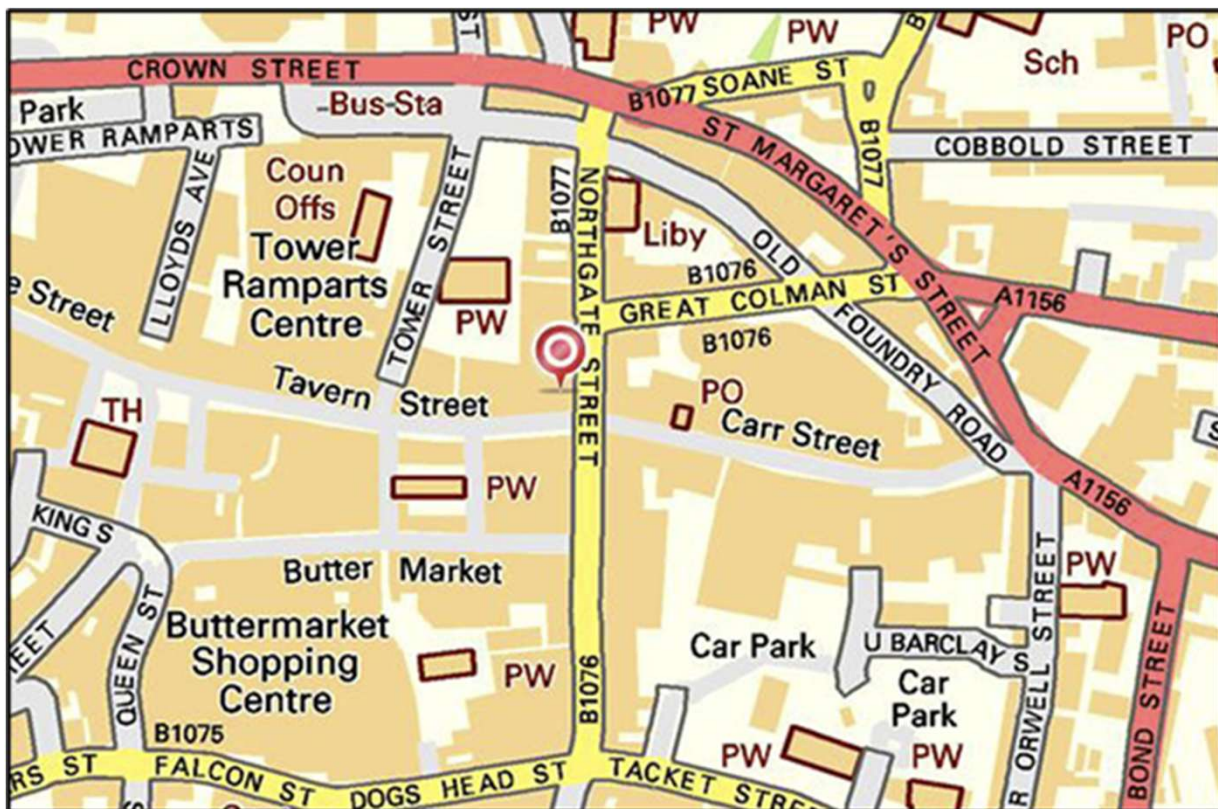 ST
PW
PW
B
Sch
PO
CROWN STREET
B1077
SOANE ST
Park
Bus Sta
OWER RAMPARTS
ST MARGARET'S STREET
B1077
COBBOLD STREET
Coun
Offs
LLOYDS AVE
TOWER STREET
B1077
NORTHGATE STREET
Liby
OLD FOUNDRY ROAD
Tower
Ramparts
Centre
B1076
GREAT COLMAN ST
B1076
A1156
e Street
PW
Tavern Street
PO
Carr Street
TH
S
PW
A1156
KING S
Butter Market
PW
QUEEN ST
Buttermarket
Shopping
Centre
Car Park
U BARCLAY S
R ORWELL STREET
BOND STREET
EET
PW
B1076
Car
Park
B1075
PW
PW
RS ST
FALCON ST
DOGS HEAD ST
TACKET STREE
S